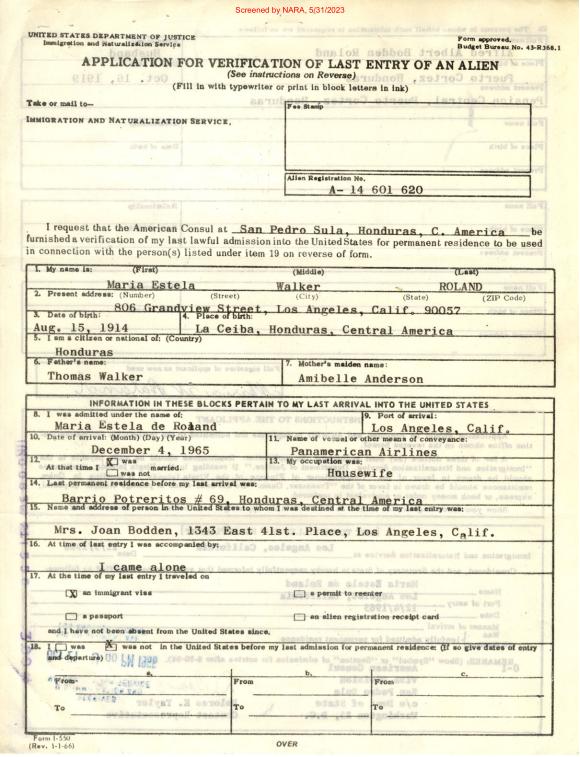 Screened by NARA, 5/31/2023
UNITED STATES DEPARTMENT OF JUSTICE
Immigration and Naturalization Service
Form approved.
Budget Bureau No. 43-R368.1
APPLICATION FOR VERIFICATION OF LAST ENTRY OF AN ALIEN
(See instructions on Reverse)
(Fill in with typewriter or print in block letters in ink)
Take or mail to—
IMMIGRATION AND NATURALIZATION SERVICE,
Fee Stamp
Alien Registration No.
A- 14 601 620
I request that the American Consul at San Pedro Sula, Honduras, C. America be
furnished a verification of my last lawful admission into the United States for permanent residence to be used
in connection with the person(s) listed under item 19 on reverse of form.
1. My name is: (First) (Middle) (Last)
Maria Estela Walker ROLAND
2. Present address: (Number) (Street) (City) (State) (ZIP Code)
806 Grandview Street, Los Angeles, Calif. 90057
3. Date of birth: 4. Place of birth:
Aug. 15, 1914 La Ceiba, Honduras, Central America
5. I am a citizen or national of: (Country)
Honduras
6. Father's name: 7. Mother's maiden name:
Thomas Walker Amibelle Anderson
INFORMATION IN THESE BLOCKS PERTAIN TO MY LAST ARRIVAL INTO THE UNITED STATES
8. I was admitted under the name of: 9. Port of arrival:
Maria Estela de Roland Los Angeles, Calif.
10. Date of arrival: (Month) (Day) (Year) 11. Name of vessel or other means of conveyance:
December 4, 1965 Panamerican Airlines
12. At that time I X was married. 13. My occupation was:
was not Housewife
14. Last permanent residence before my last arrival was:
Barrio Potreritos # 69, Honduras, Central America
15. Name and address of person in the United States to whom I was destined at the time of my last entry was:
Mrs. Joan Bodden, 1343 East 41st. Place, Los Angeles, Calif.
16. At time of last entry I was accompanied by:
I came alone
17. At the time of my last entry I traveled on
X an immigrant visa a permit to reenter
a passport an alien registration receipt card
and I have not been absent from the United States since.
18. I was X was not in the United States before my last admission for permanent residence: (If so give dates of entry
and departure)
a. b. c.
From From From
To To To
Form I-550
(Rev. 1-1-66)
OVER